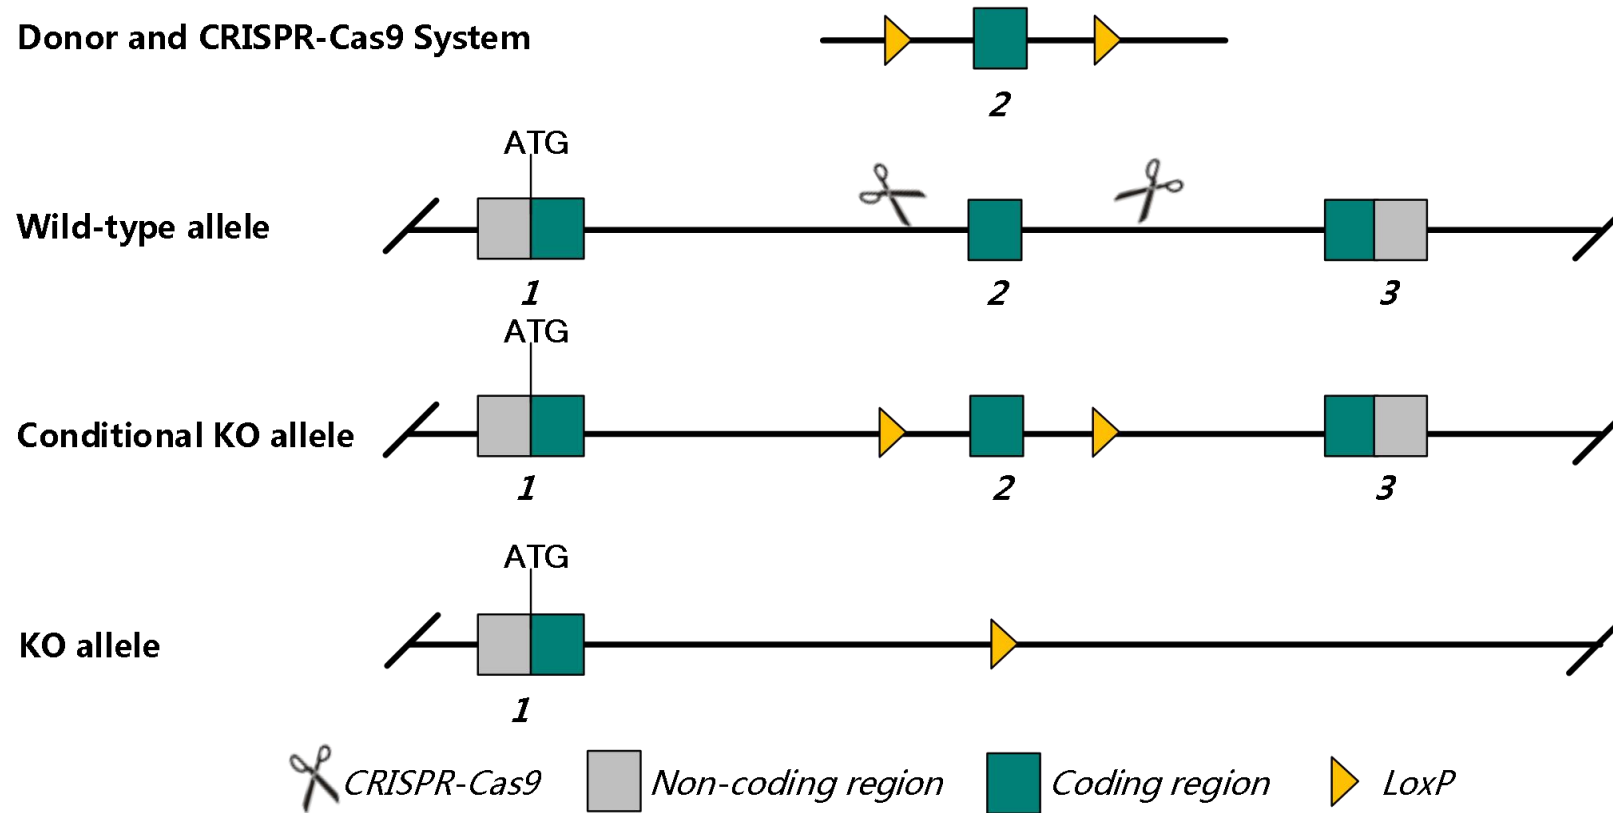 Donor and CRISPR-Cas9 System
2
ATG
Wild-type allele
1
2
3
ATG
Conditional KO allele
1
2
3
ATG
KO allele
1
CRISPR-Cas9
Non-coding region
Coding region
LoxP